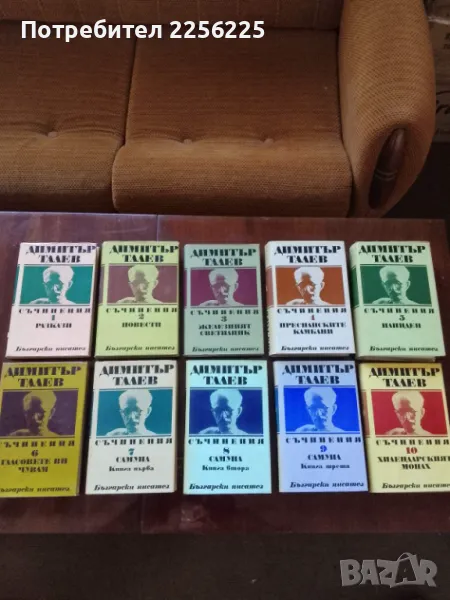 Потребител 2256225
ДИМИТЪР
ТАЛЕВ
СЪЧИНЕНИЯ
1
РАЗКАЗИ
Български писател
ДИМИТЪР
ТАЛЕВ
СЪЧИНЕНИЯ
2
ПОВЕСТИ
Български писател
ДИМИТЪР
ТАЛЕВ
СЪЧИНЕНИЯ
3
ЖЕЛЕЗНИЯТ
СВЕТИЛНИК
Български писател
ДИМИТЪР
ТАЛЕВ
СЪЧИНЕНИЯ
4
ПРЕСПАНСКИТЕ
КАМБАНИ
Български писател
ДИМИТЪР
ТАЛЕВ
СЪЧИНЕНИЯ
5
ИЛИНДЕН
Български писател
ДИМИТЪР
ТАЛЕВ
СЪЧИНЕНИЯ
6
ГЛАСОВЕТЕ ВИ
ЧУВАМ
Български писател
ДИМИТЪР
ТАЛЕВ
СЪЧИНЕНИЯ
7
САМУИЛ
Книга първа
Български писател
ДИМИТЪР
ТАЛЕВ
СЪЧИНЕНИЯ
8
САМУИЛ
Книга втора
Български писател
ДИМИТЪР
ТАЛЕВ
СЪЧИНЕНИЯ
9
САМУИЛ
Книга трета
Български писател
ДИМИТЪР
ТАЛЕВ
СЪЧИНЕНИЯ
10
ХИЛЕНДАРСКИЯТ
МОНАХ
Български писател
BAZAR